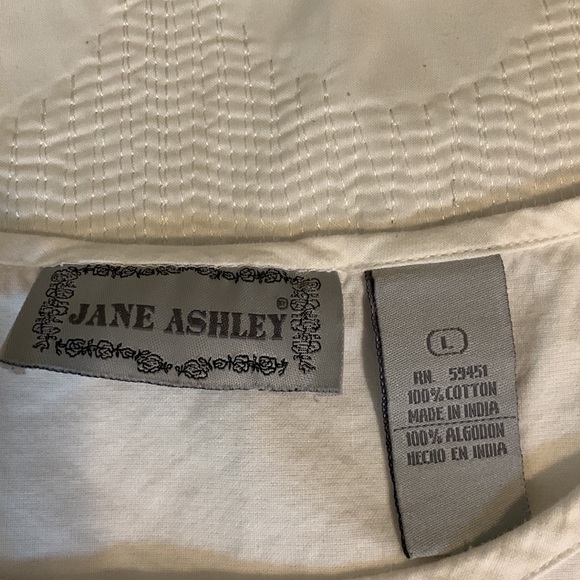 JANE ASHLEY®
L
RN. 59451
100% COTTON
MADE IN INDIA
100% ALGODON
HECHO EN INDIA